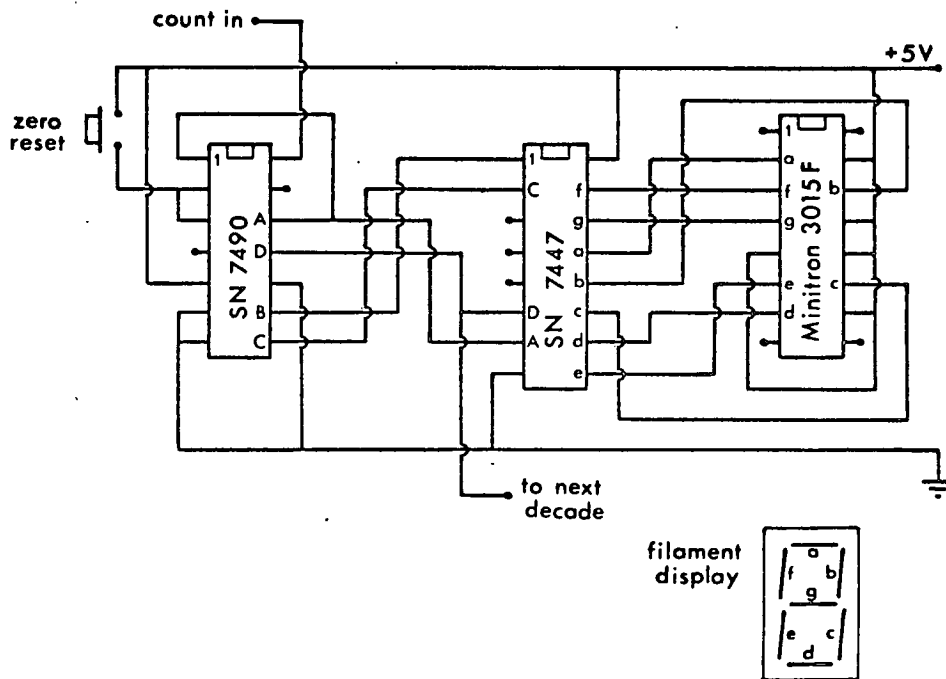 count in
+5V
zero
reset
1
A
D
B
C
SN 7490
1
C
D
A
f
g
a
b
c
d
e
SN 7447
1
a
f
g
e
d
b
c
Minitron 3015F
to next
decade
filament
display
a
f
b
g
e
c
d